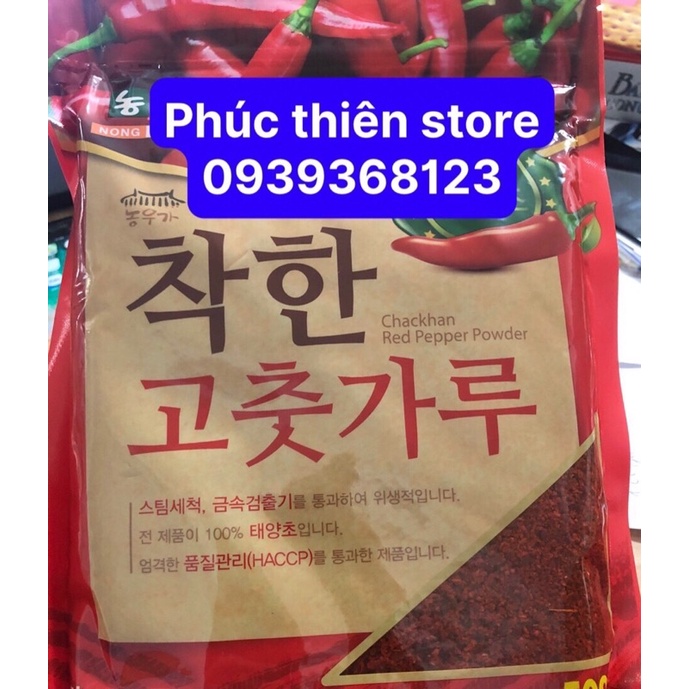 농
NONG
Phúc thiên store
0939368123
농우가
착한
Chackhan
Red Pepper Powder
고춧가루
스팀세척, 금속검출기를 통과하여 위생적입니다.
전 제품이 100% 태양초입니다.
엄격한 품질관리(HACCP)를 통과한 제품입니다.